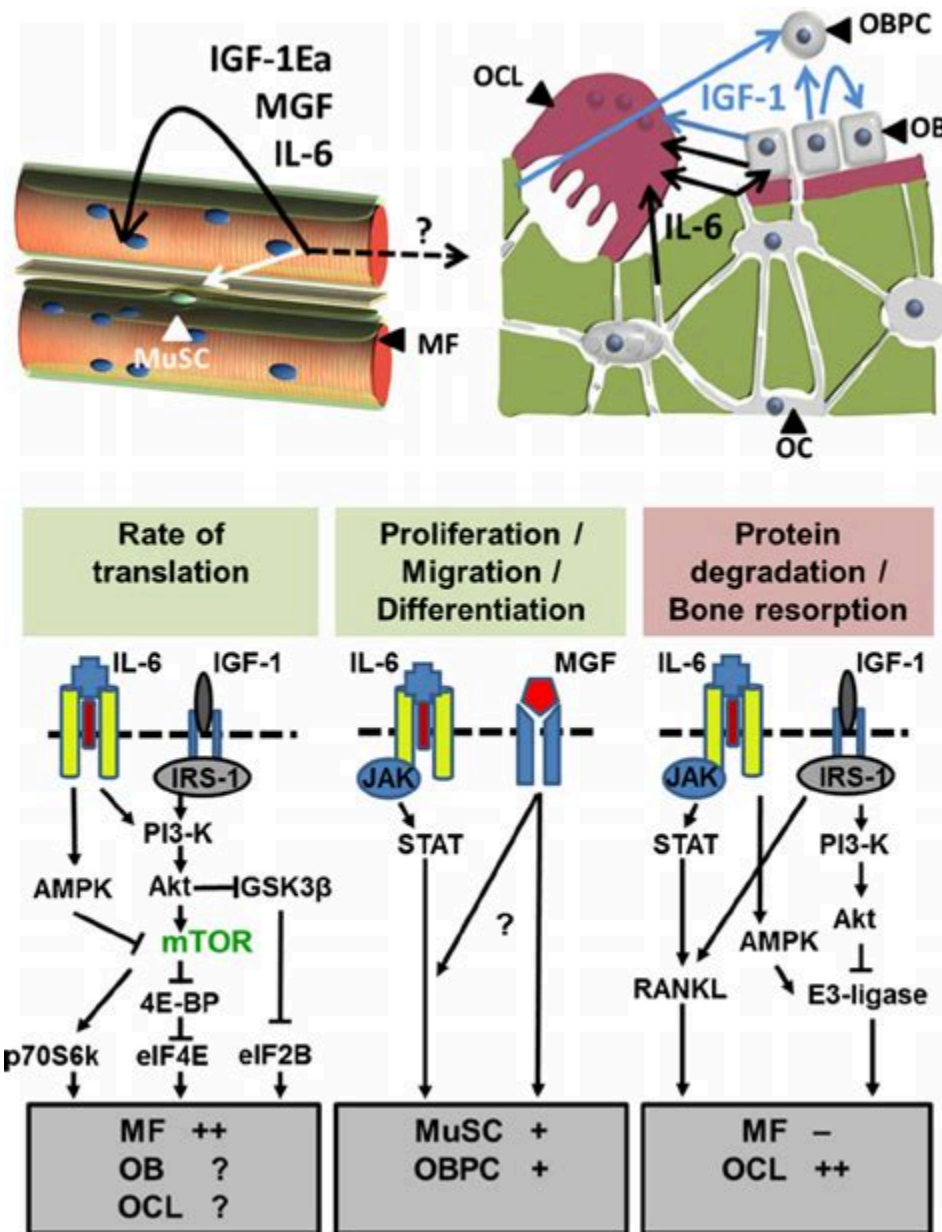 IGF-1Ea
MGF
IL-6
?
MuSC
MF
OBPC
OCL
IGF-1
OB
IL-6
OC
Rate of
translation
IL-6
IGF-1
IRS-1
PI3-K
AMPK
Akt
GSK3β
mTOR
4E-BP
p70S6k
eIF4E
eIF2B
MF ++
OB ?
OCL ?
Proliferation /
Migration /
Differentiation
IL-6
MGF
JAK
STAT
?
MuSC +
OBPC +
Protein
degradation /
Bone resorption
IL-6
IGF-1
JAK
IRS-1
STAT
PI3-K
Akt
AMPK
RANKL
E3-ligase
MF –
OCL ++